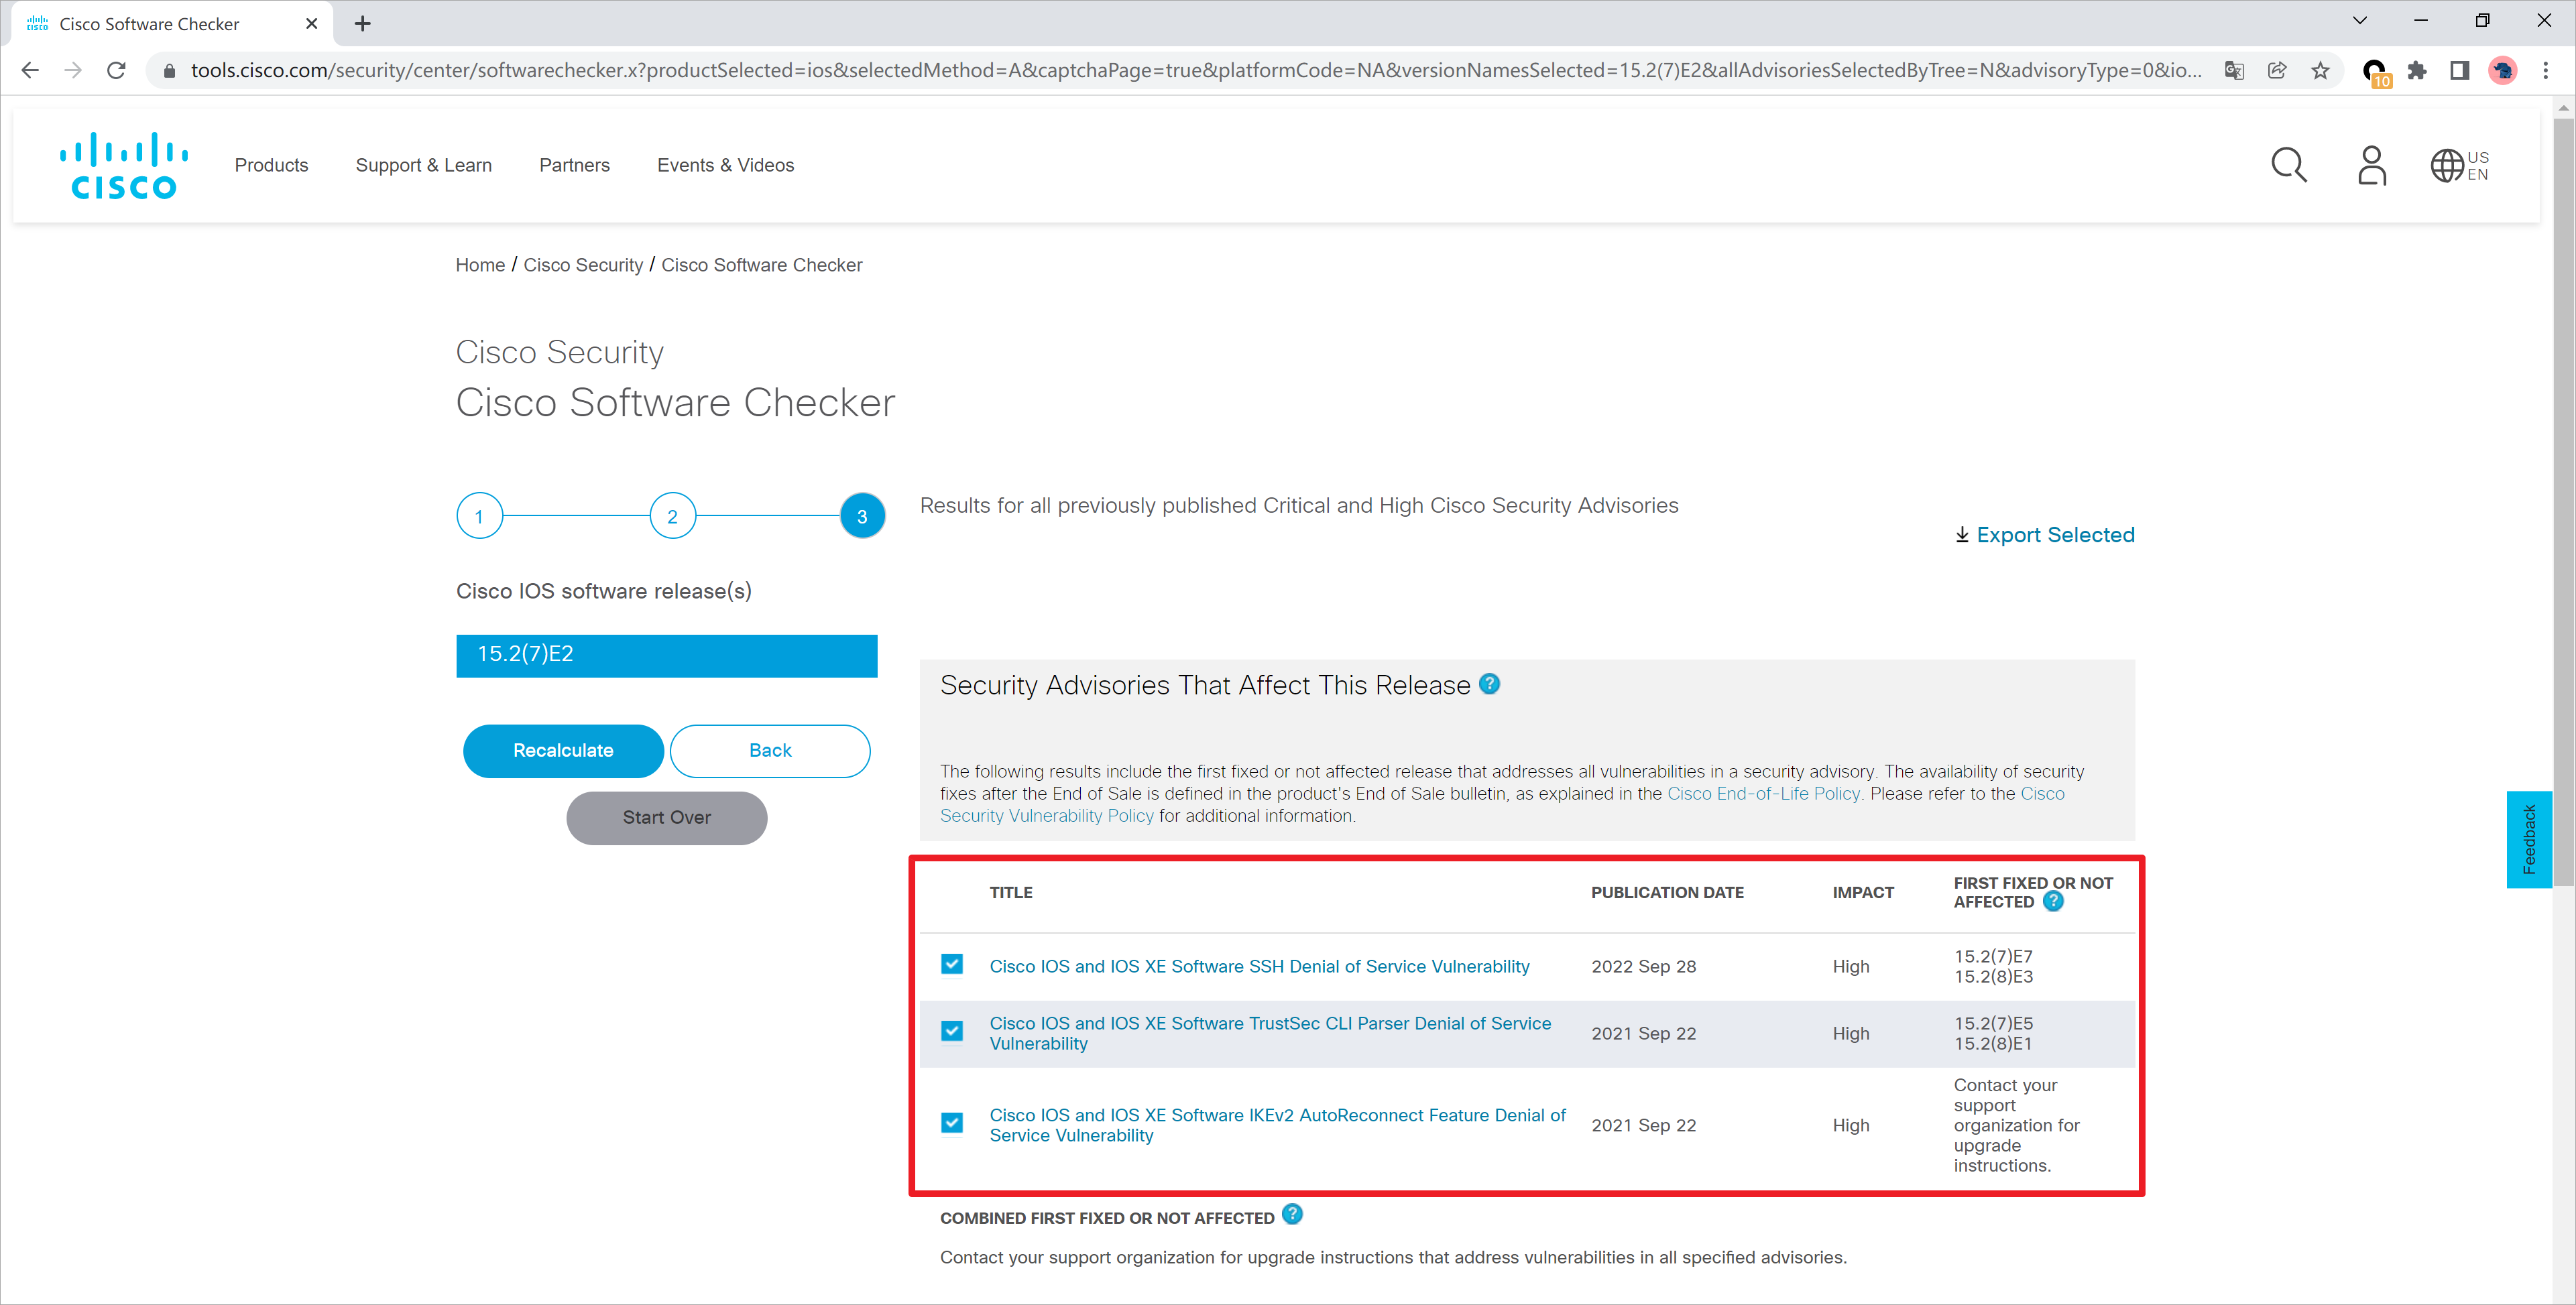 Cisco Software Checker
tools.cisco.com/security/center/softwarechecker.x?productSelected=ios&selectedMethod=A&captchaPage=true&platformCode=NA&versionNamesSelected=15.2(7)E2&allAdvisoriesSelectedByTree=N&advisoryType=0&io...
10
CISCO
Products
Support & Learn
Partners
Events & Videos
US
EN
Home / Cisco Security / Cisco Software Checker
Cisco Security
Cisco Software Checker
1
2
3
Results for all previously published Critical and High Cisco Security Advisories
Export Selected
Cisco IOS software release(s)
15.2(7)E2
Recalculate
Back
Start Over
Security Advisories That Affect This Release ?
The following results include the first fixed or not affected release that addresses all vulnerabilities in a security advisory. The availability of security
fixes after the End of Sale is defined in the product's End of Sale bulletin, as explained in the Cisco End-of-Life Policy. Please refer to the Cisco
Security Vulnerability Policy for additional information.
Feedback
TITLE
PUBLICATION DATE
IMPACT
FIRST FIXED OR NOT
AFFECTED ?
Cisco IOS and IOS XE Software SSH Denial of Service Vulnerability
2022 Sep 28
High
15.2(7)E7
15.2(8)E3
Cisco IOS and IOS XE Software TrustSec CLI Parser Denial of Service
Vulnerability
2021 Sep 22
High
15.2(7)E5
15.2(8)E1
Cisco IOS and IOS XE Software IKEv2 AutoReconnect Feature Denial of
Service Vulnerability
2021 Sep 22
High
Contact your
support
organization for
upgrade
instructions.
COMBINED FIRST FIXED OR NOT AFFECTED ?
Contact your support organization for upgrade instructions that address vulnerabilities in all specified advisories.